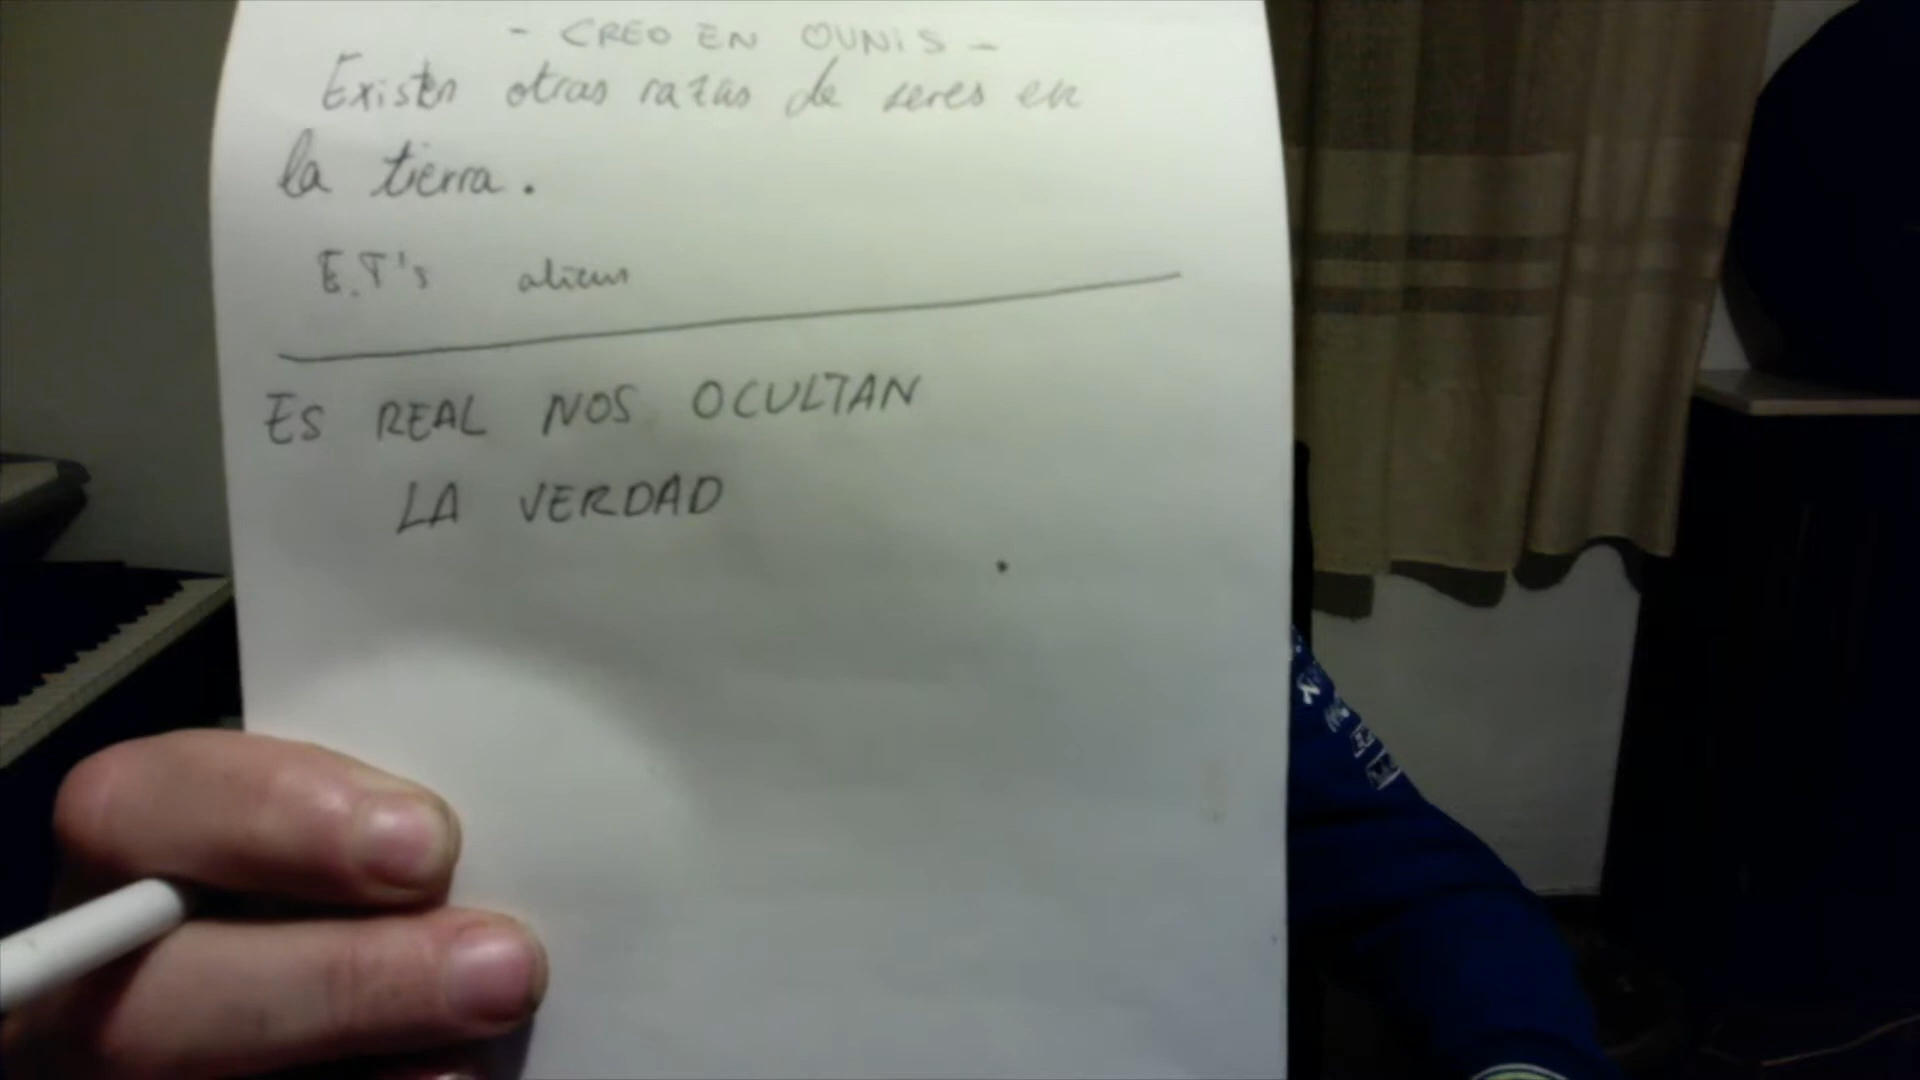 - CREO EN OVNIS -
Existen otras razas de seres en
la tierra.
E.T's aliens
ES REAL NOS OCULTAN
LA VERDAD